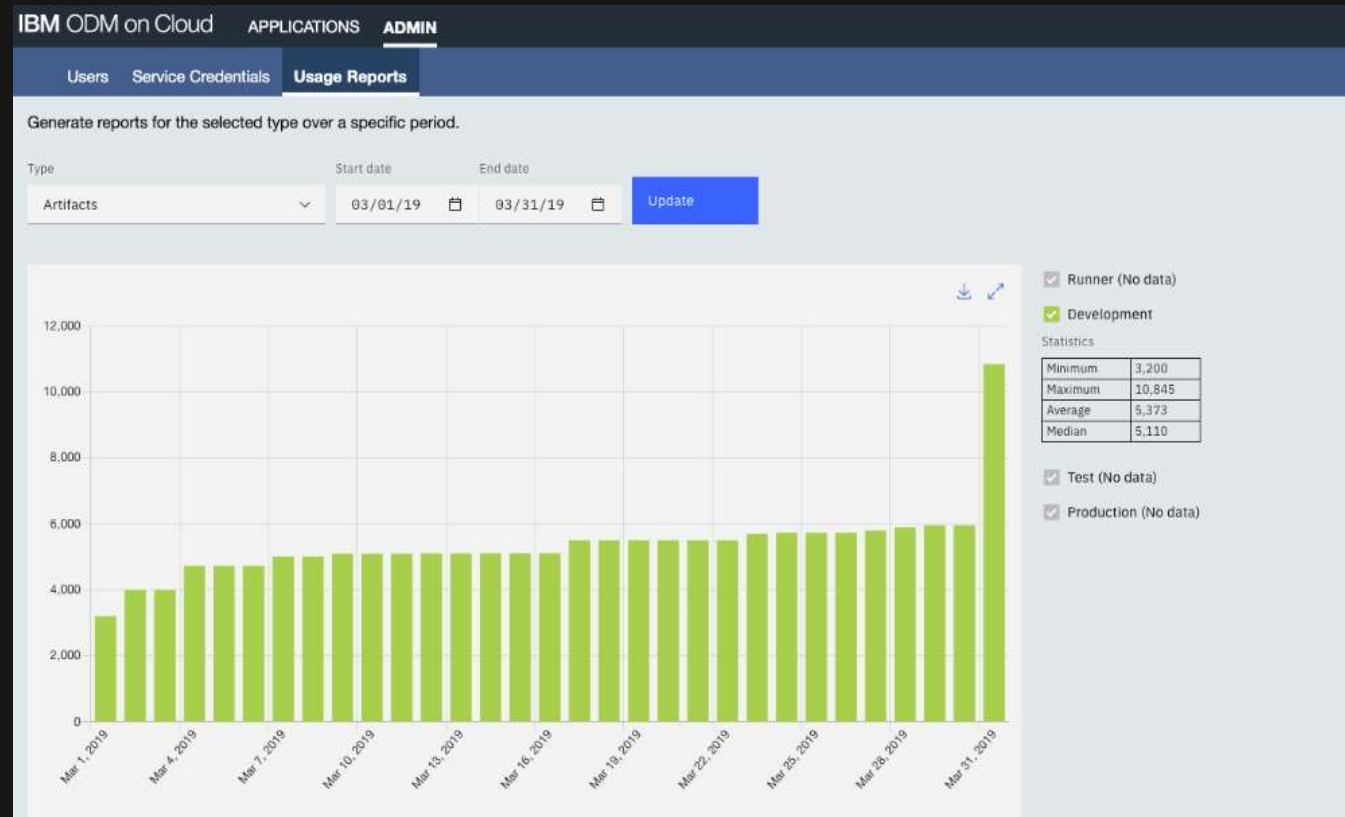 IBM ODM on Cloud APPLICATIONS ADMIN
Users Service Credentials Usage Reports
Generate reports for the selected type over a specific period.
Type Start date End date
Artifacts 03/01/19 03/31/19 Update
Runner (No data)
Development
Statistics
Minimum 3,200
Maximum 10,845
Average 5,373
Median 5,110
Test (No data)
Production (No data)
12,000
10,000
8,000
6,000
4,000
2,000
0
Mar 1, 2019 Mar 4, 2019 Mar 7, 2019 Mar 10, 2019 Mar 13, 2019 Mar 16, 2019 Mar 19, 2019 Mar 22, 2019 Mar 25, 2019 Mar 28, 2019 Mar 31, 2019